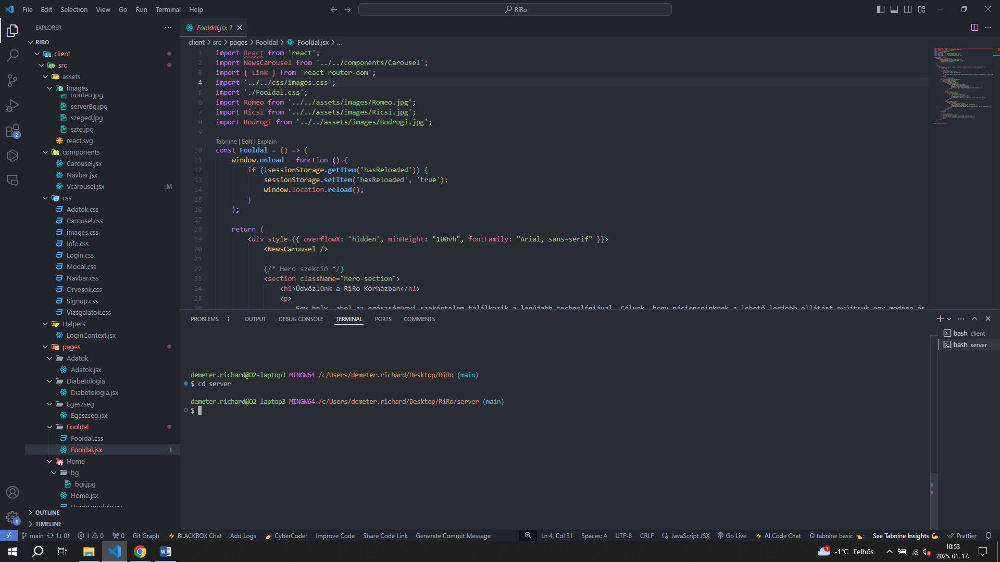 File Edit Selection View Go Run Terminal Help
RiRo
EXPLORER
RIRO
client
src
assets
images
Romeo.jpg
serverBg.jpg
szeged.jpg
szte.jpg
react.svg
components
Carousel.jsx
Navbar.jsx
Vcarousel.jsx ↓M
css
Adatok.css
Carousel.css
images.css
Info.css
Login.css
Modal.css
Navbar.css
Orvosok.css
Signup.css
Vizsgalatok.css
Helpers
LoginContext.jsx
pages
Adatok
Adatok.jsx
Diabetologia
Diabetologia.jsx
Egeszseg
Egeszseg.jsx
Fooldal
Fooldal.css
Fooldal.jsx 1
Home
bg
bgi.jpg
Home.jsx
Home.module.css
OUTLINE
TIMELINE
2
1
Fooldal.jsx 1
client > src > pages > Fooldal > Fooldal.jsx > ...
1 import React from 'react';
2 import NewsCarousel from '../../components/Carousel';
3 import { Link } from 'react-router-dom';
4 import '../../css/images.css';
5 import './Fooldal.css';
6 import Romeo from '../../assets/images/Romeo.jpg';
7 import Ricsi from '../../assets/images/Ricsi.jpg';
8 import Bodrogi from '../../assets/images/Bodrogi.jpg';
9
Tabnine | Edit | Explain
10 const Fooldal = () => {
11 window.onload = function () {
12 if (!sessionStorage.getItem('hasReloaded')) {
13 sessionStorage.setItem('hasReloaded', 'true');
14 window.location.reload();
15 }
16 };
17
18 return (
19 <div style={{ overflowX: 'hidden', minHeight: "100vh", fontFamily: "Arial, sans-serif" }}>
20 <NewsCarousel />
21
22 {/* Hero szekció */}
23 <section className="hero-section">
24 <h1>Üdvözlünk a RiRo Kórházban</h1>
25 <p>
26 Egy hely, ahol az egészségügyi szakértelem találkozik a legújabb technológiával. Célunk, hogy pácienseinknek a lehető legjobb ellátást nyújtsuk egy modern és
PROBLEMS 1 OUTPUT DEBUG CONSOLE TERMINAL PORTS COMMENTS
bash client
bash server
demeter.richard@O2-laptop3 MINGW64 /c/Users/demeter.richard/Desktop/RiRo (main)
$ cd server
demeter.richard@O2-laptop3 MINGW64 /c/Users/demeter.richard/Desktop/RiRo/server (main)
$
main 1↓ 0↑ 1 0 0 Git Graph BLACKBOX Chat Add Logs CyberCoder Improve Code Share Code Link Generate Commit Message Ln 4, Col 31 Spaces: 4 UTF-8 CRLF JavaScript JSX Go Live AI Code Chat tabnine basic See Tabnine Insights Prettier
1 -1°C Felhős
10:53
2025. 01. 17.